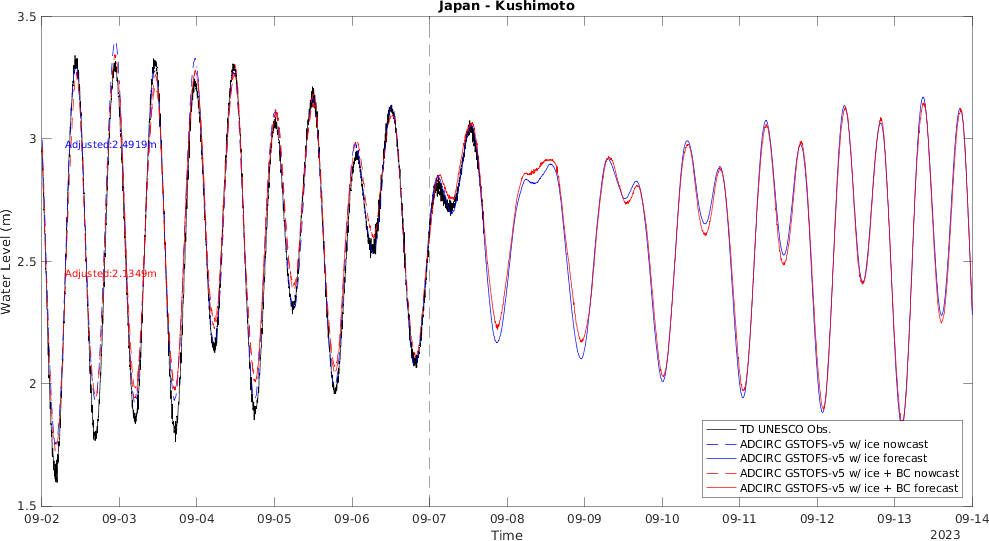 Japan - Kushimoto
3.5
3
2.5
2
1.5
Water Level (m)
Adjusted:2.4919m
Adjusted:2.1349m
TD UNESCO Obs.
ADCIRC GSTOFS-v5 w/ ice nowcast
ADCIRC GSTOFS-v5 w/ ice forecast
ADCIRC GSTOFS-v5 w/ ice + BC nowcast
ADCIRC GSTOFS-v5 w/ ice + BC forecast
09-02 09-03 09-04 09-05 09-06 09-07 09-08 09-09 09-10 09-11 09-12 09-13 09-14
Time
2023